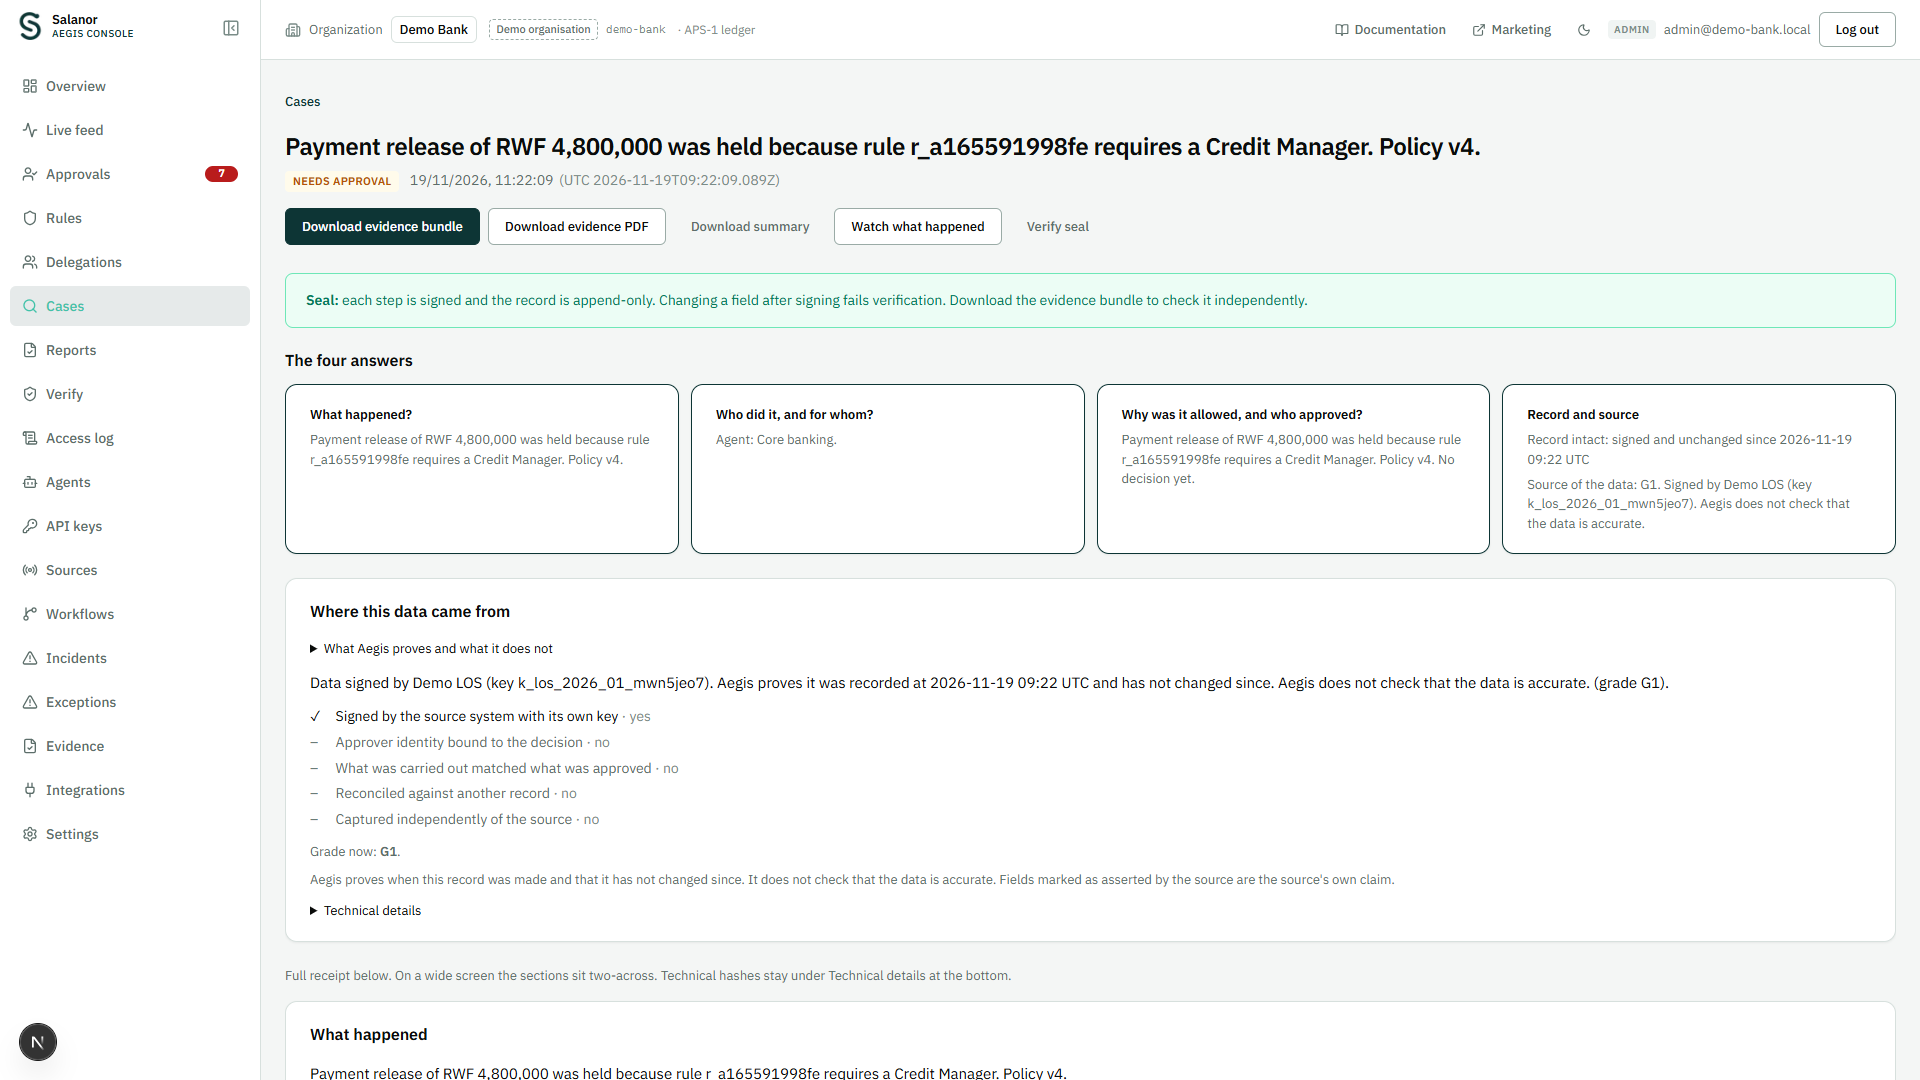 Salanor
AEGIS CONSOLE
Organization
Demo Bank
Demo organisation
demo-bank
· APS-1 ledger
Documentation
Marketing
ADMIN
admin@demo-bank.local
Log out
Overview
Live feed
Approvals
7
Rules
Delegations
Cases
Reports
Verify
Access log
Agents
API keys
Sources
Workflows
Incidents
Exceptions
Evidence
Integrations
Settings
N
Cases
Payment release of RWF 4,800,000 was held because rule r_a165591998fe requires a Credit Manager. Policy v4.
NEEDS APPROVAL 19/11/2026, 11:22:09 (UTC 2026-11-19T09:22:09.089Z)
Download evidence bundle
Download evidence PDF
Download summary
Watch what happened
Verify seal
Seal: each step is signed and the record is append-only. Changing a field after signing fails verification. Download the evidence bundle to check it independently.
The four answers
What happened?
Payment release of RWF 4,800,000 was held because rule
r_a165591998fe requires a Credit Manager. Policy v4.
Who did it, and for whom?
Agent: Core banking.
Why was it allowed, and who approved?
Payment release of RWF 4,800,000 was held because rule
r_a165591998fe requires a Credit Manager. Policy v4. No
decision yet.
Record and source
Record intact: signed and unchanged since 2026-11-19
09:22 UTC
Source of the data: G1. Signed by Demo LOS (key
k_los_2026_01_mwn5jeo7). Aegis does not check that
the data is accurate.
Where this data came from
What Aegis proves and what it does not
Data signed by Demo LOS (key k_los_2026_01_mwn5jeo7). Aegis proves it was recorded at 2026-11-19 09:22 UTC and has not changed since. Aegis does not check that the data is accurate. (grade G1).
✓ Signed by the source system with its own key · yes
– Approver identity bound to the decision · no
– What was carried out matched what was approved · no
– Reconciled against another record · no
– Captured independently of the source · no
Grade now: G1.
Aegis proves when this record was made and that it has not changed since. It does not check that the data is accurate. Fields marked as asserted by the source are the source's own claim.
Technical details
Full receipt below. On a wide screen the sections sit two-across. Technical hashes stay under Technical details at the bottom.
What happened
Payment release of RWF 4,800,000 was held because rule r_a165591998fe requires a Credit Manager. Policy v4.